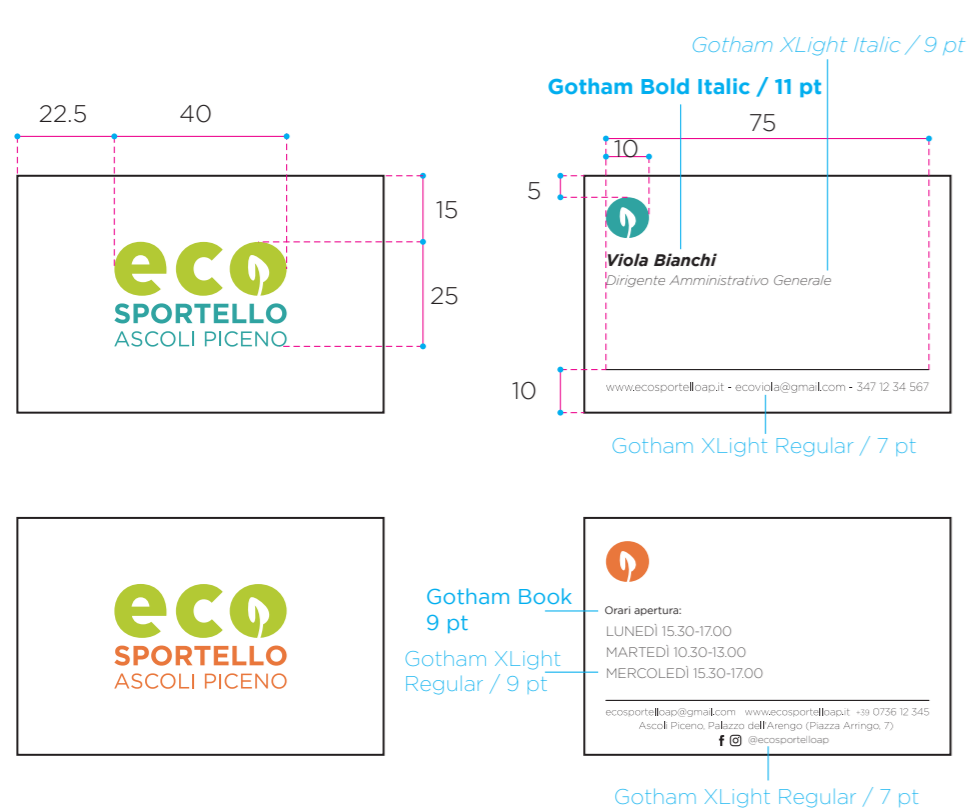 Gotham XLight Italic / 9 pt
Gotham Bold Italic / 11 pt
22.5
40
15
25
eco
SPORTELLO
ASCOLI PICENO
75
10
5
Viola Bianchi
Dirigente Amministrativo Generale
10
www.ecosportelloap.it - ecoviola@gmail.com - 347 12 34 567
Gotham XLight Regular / 7 pt
eco
SPORTELLO
ASCOLI PICENO
Gotham Book
9 pt
Gotham XLight
Regular / 9 pt
Orari apertura:
LUNEDÌ 15.30-17.00
MARTEDÌ 10.30-13.00
MERCOLEDÌ 15.30-17.00
ecosportelloap@gmail.com www.ecosportelloap.it +39 0736 12 345
Ascoli Piceno, Palazzo dell'Arengo (Piazza Arringo, 7)
@ecosportelloap
Gotham XLight Regular / 7 pt